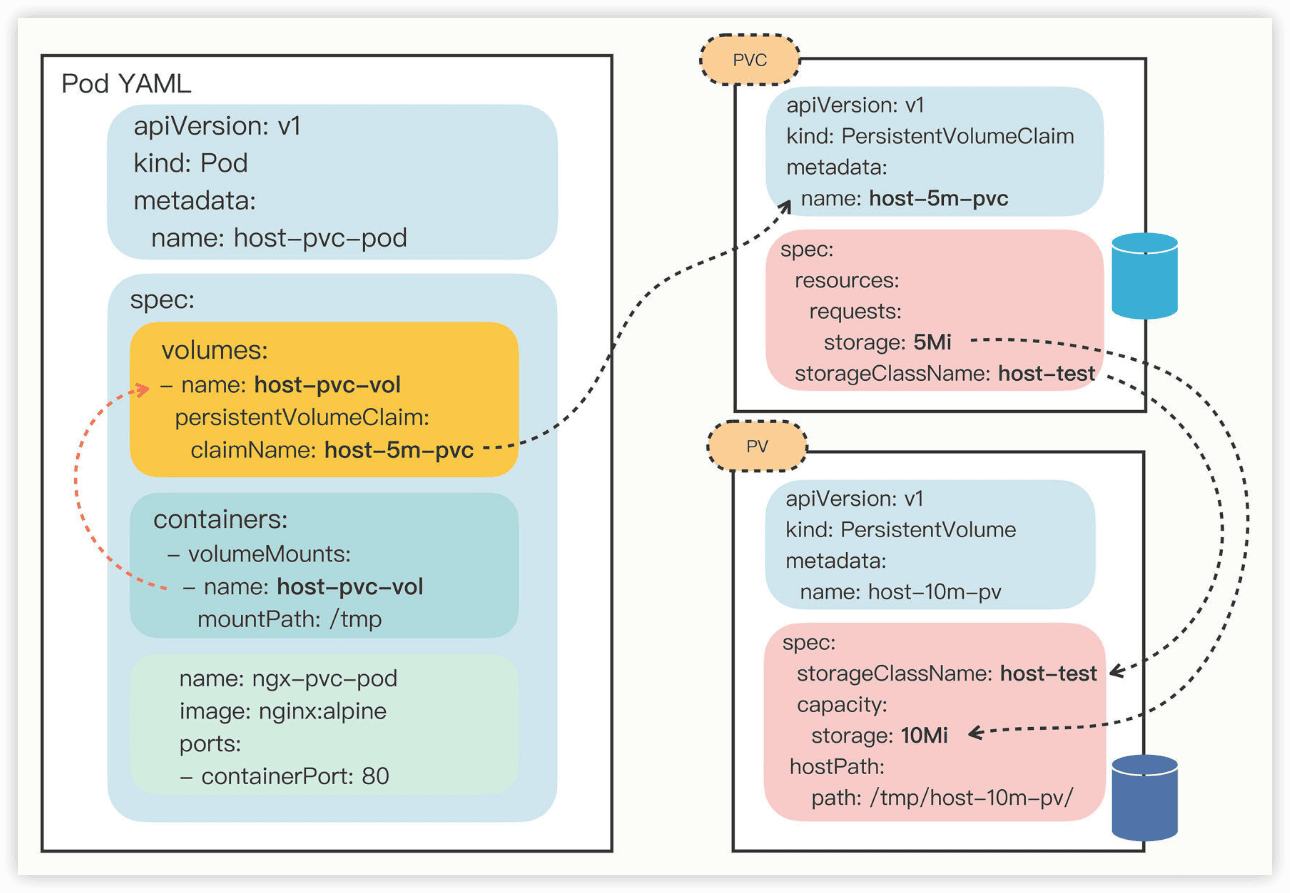 Pod YAML
apiVersion: v1
kind: Pod
metadata:
name: host-pvc-pod
spec:
volumes:
– name: host-pvc-vol
persistentVolumeClaim:
claimName: host-5m-pvc
containers:
– volumeMounts:
– name: host-pvc-vol
mountPath: /tmp
name: ngx-pvc-pod
image: nginx:alpine
ports:
– containerPort: 80
PVC
apiVersion: v1
kind: PersistentVolumeClaim
metadata:
name: host-5m-pvc
spec:
resources:
requests:
storage: 5Mi
storageClassName: host-test
PV
apiVersion: v1
kind: PersistentVolume
metadata:
name: host-10m-pv
spec:
storageClassName: host-test
capacity:
storage: 10Mi
hostPath:
path: /tmp/host-10m-pv/